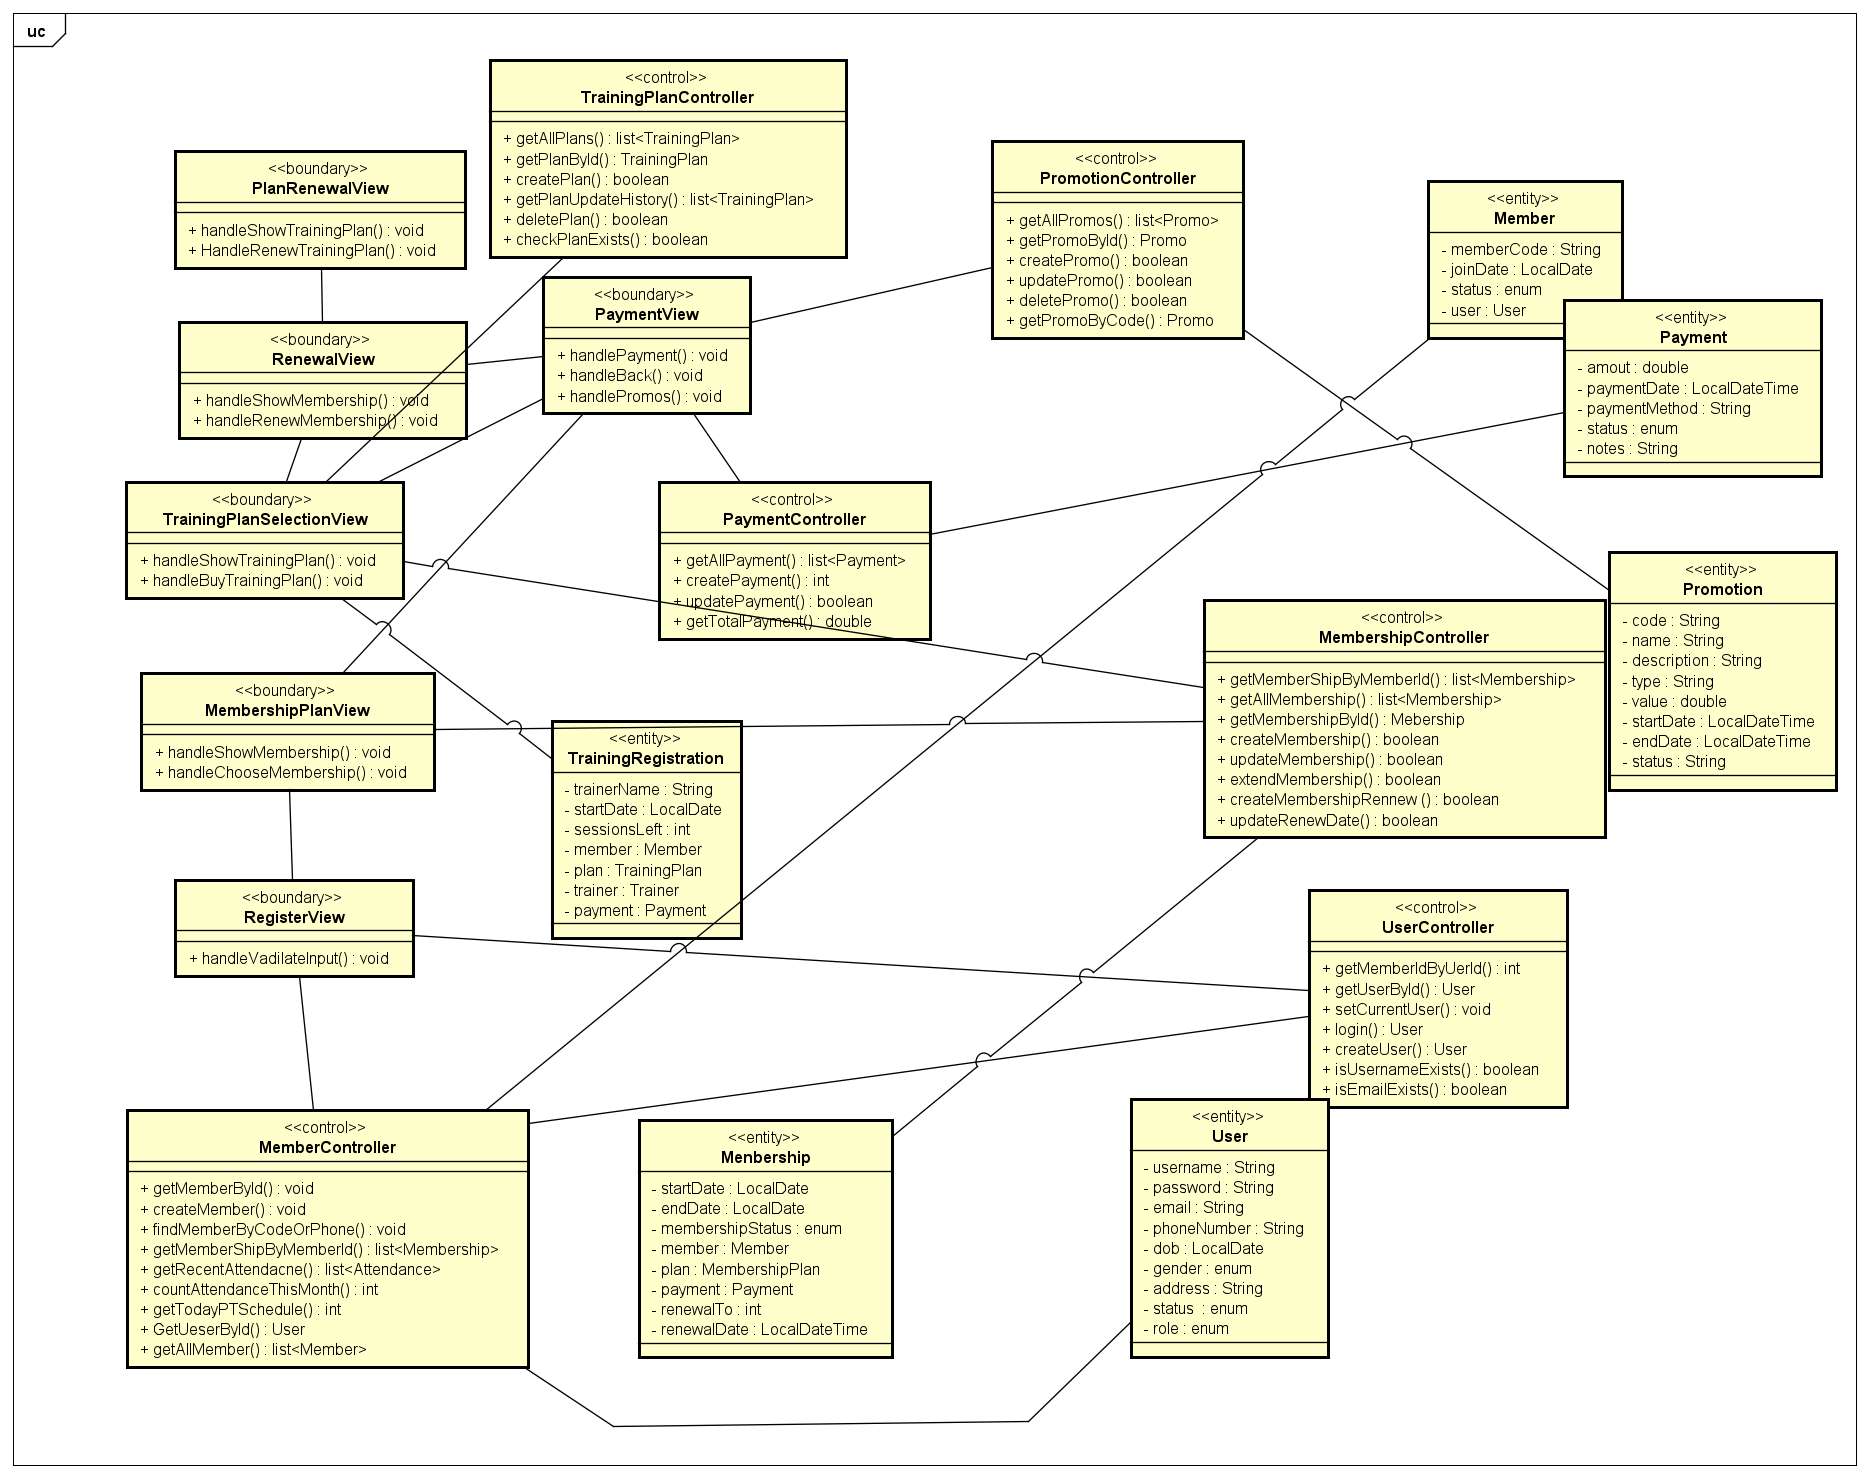 uc
<<control>>
TrainingPlanController
+ getAllPlans() : list<TrainingPlan>
+ getPlanById() : TrainingPlan
+ createPlan() : boolean
+ getPlanUpdateHistory() : list<TrainingPlan>
+ deletePlan() : boolean
+ checkPlanExists() : boolean
<<boundary>>
PlanRenewalView
+ handleShowTrainingPlan() : void
+ HandleRenewTrainingPlan() : void
<<control>>
PromotionController
+ getAllPromos() : list<Promo>
+ getPromoById() : Promo
+ createPromo() : boolean
+ updatePromo() : boolean
+ deletePromo() : boolean
+ getPromoByCode() : Promo
<<entity>>
Member
- memberCode : String
- joinDate : LocalDate
- status : enum
- user : User
<<boundary>>
PaymentView
+ handlePayment() : void
+ handleBack() : void
+ handlePromos() : void
<<entity>>
Payment
- amout : double
- paymentDate : LocalDateTime
- paymentMethod : String
- status : enum
- notes : String
<<boundary>>
RenewalView
+ handleShowMembership() : void
+ handleRenewMembership() : void
<<boundary>>
TrainingPlanSelectionView
+ handleShowTrainingPlan() : void
+ handleBuyTrainingPlan() : void
<<control>>
PaymentController
+ getAllPayment() : list<Payment>
+ createPayment() : int
+ updatePayment() : boolean
+ getTotalPayment() : double
<<entity>>
Promotion
- code : String
- name : String
- description : String
- type : String
- value : double
- startDate : LocalDateTime
- endDate : LocalDateTime
- status : String
<<control>>
MembershipController
+ getMemberShipByMemberId() : list<Membership>
+ getAllMembership() : list<Membership>
+ getMembershipById() : Mebership
+ createMembership() : boolean
+ updateMembership() : boolean
+ extendMembership() : boolean
+ createMembershipRennew () : boolean
+ updateRenewDate() : boolean
<<boundary>>
MembershipPlanView
+ handleShowMembership() : void
+ handleChooseMembership() : void
<<entity>>
TrainingRegistration
- trainerName : String
- startDate : LocalDate
- sessionsLeft : int
- member : Member
- plan : TrainingPlan
- trainer : Trainer
- payment : Payment
<<boundary>>
RegisterView
+ handleVadilateInput() : void
<<control>>
UserController
+ getMemberIdByUerId() : int
+ getUserById() : User
+ setCurrentUser() : void
+ login() : User
+ createUser() : User
+ isUsernameExists() : boolean
+ isEmailExists() : boolean
<<control>>
MemberController
+ getMemberById() : void
+ createMember() : void
+ findMemberByCodeOrPhone() : void
+ getMemberShipByMemberId() : list<Membership>
+ getRecentAttendacne() : list<Attendance>
+ countAttendanceThisMonth() : int
+ getTodayPTSchedule() : int
+ GetUeserById() : User
+ getAllMember() : list<Member>
<<entity>>
Menbership
- startDate : LocalDate
- endDate : LocalDate
- membershipStatus : enum
- member : Member
- plan : MembershipPlan
- payment : Payment
- renewalTo : int
- renewalDate : LocalDateTime
<<entity>>
User
- username : String
- password : String
- email : String
- phoneNumber : String
- dob : LocalDate
- gender : enum
- address : String
- status  : enum
- role : enum